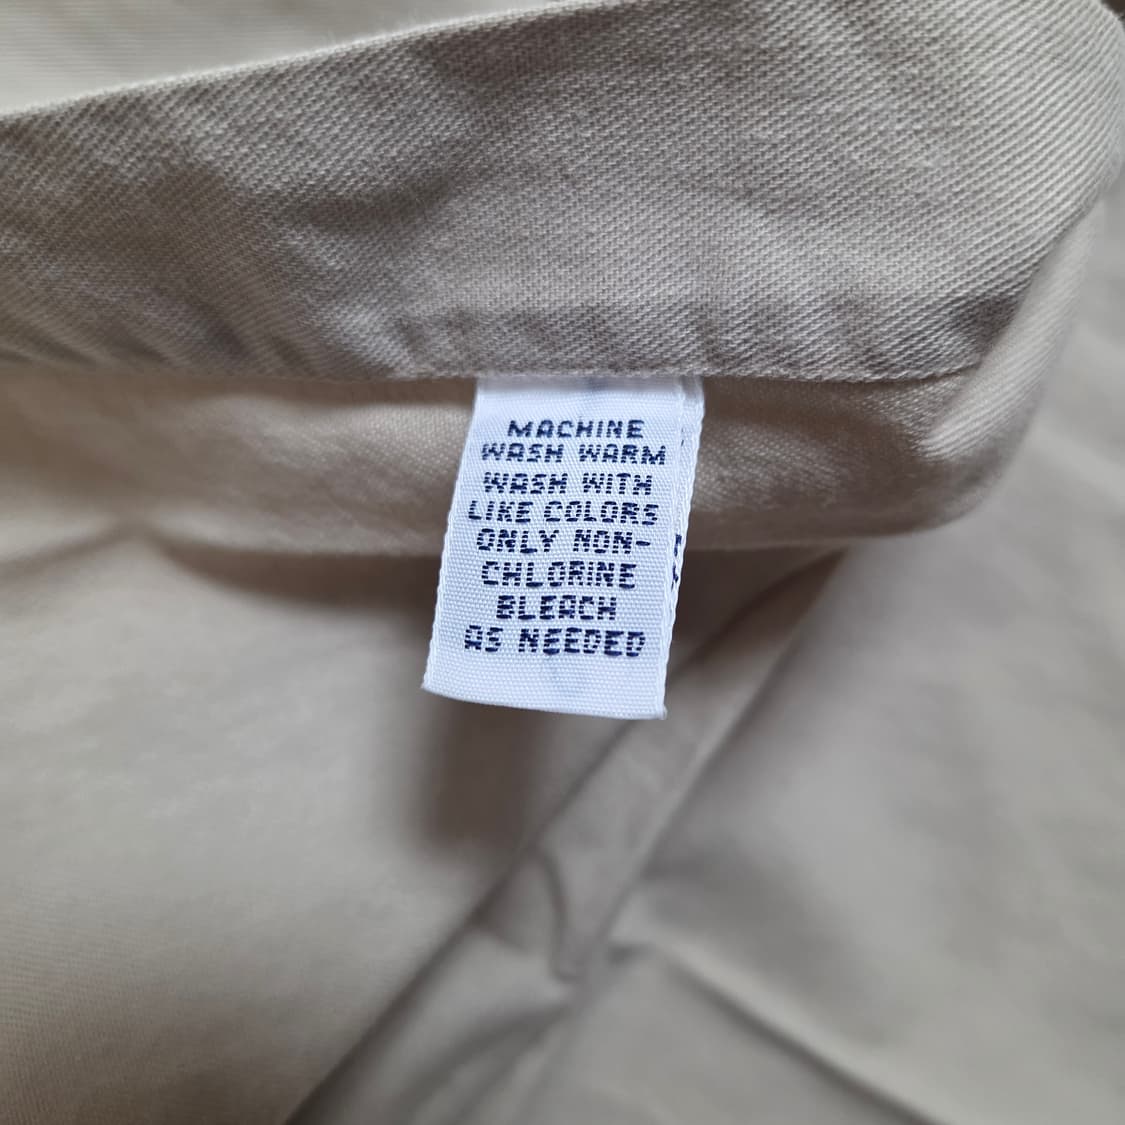 MACHINE
WASH WARM
WASH WITH
LIKE COLORS
ONLY NON-
CHLORINE
BLEACH
AS NEEDED